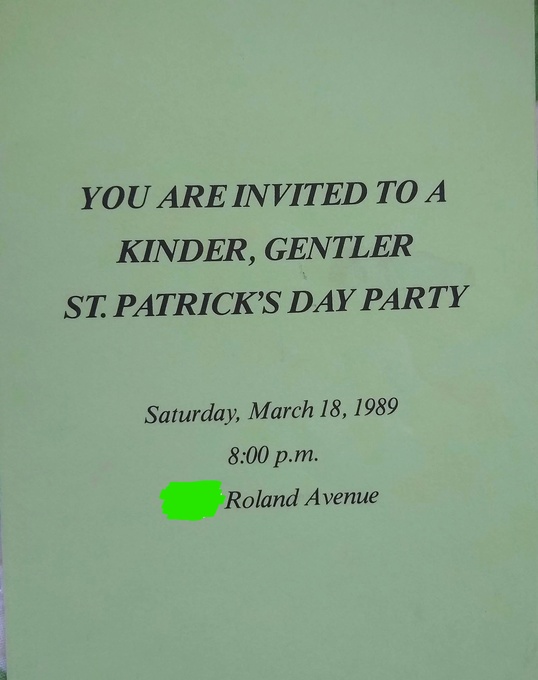 YOU ARE INVITED TO A
KINDER, GENTLER
ST. PATRICK'S DAY PARTY
Saturday, March 18, 1989
8:00 p.m.
Roland Avenue